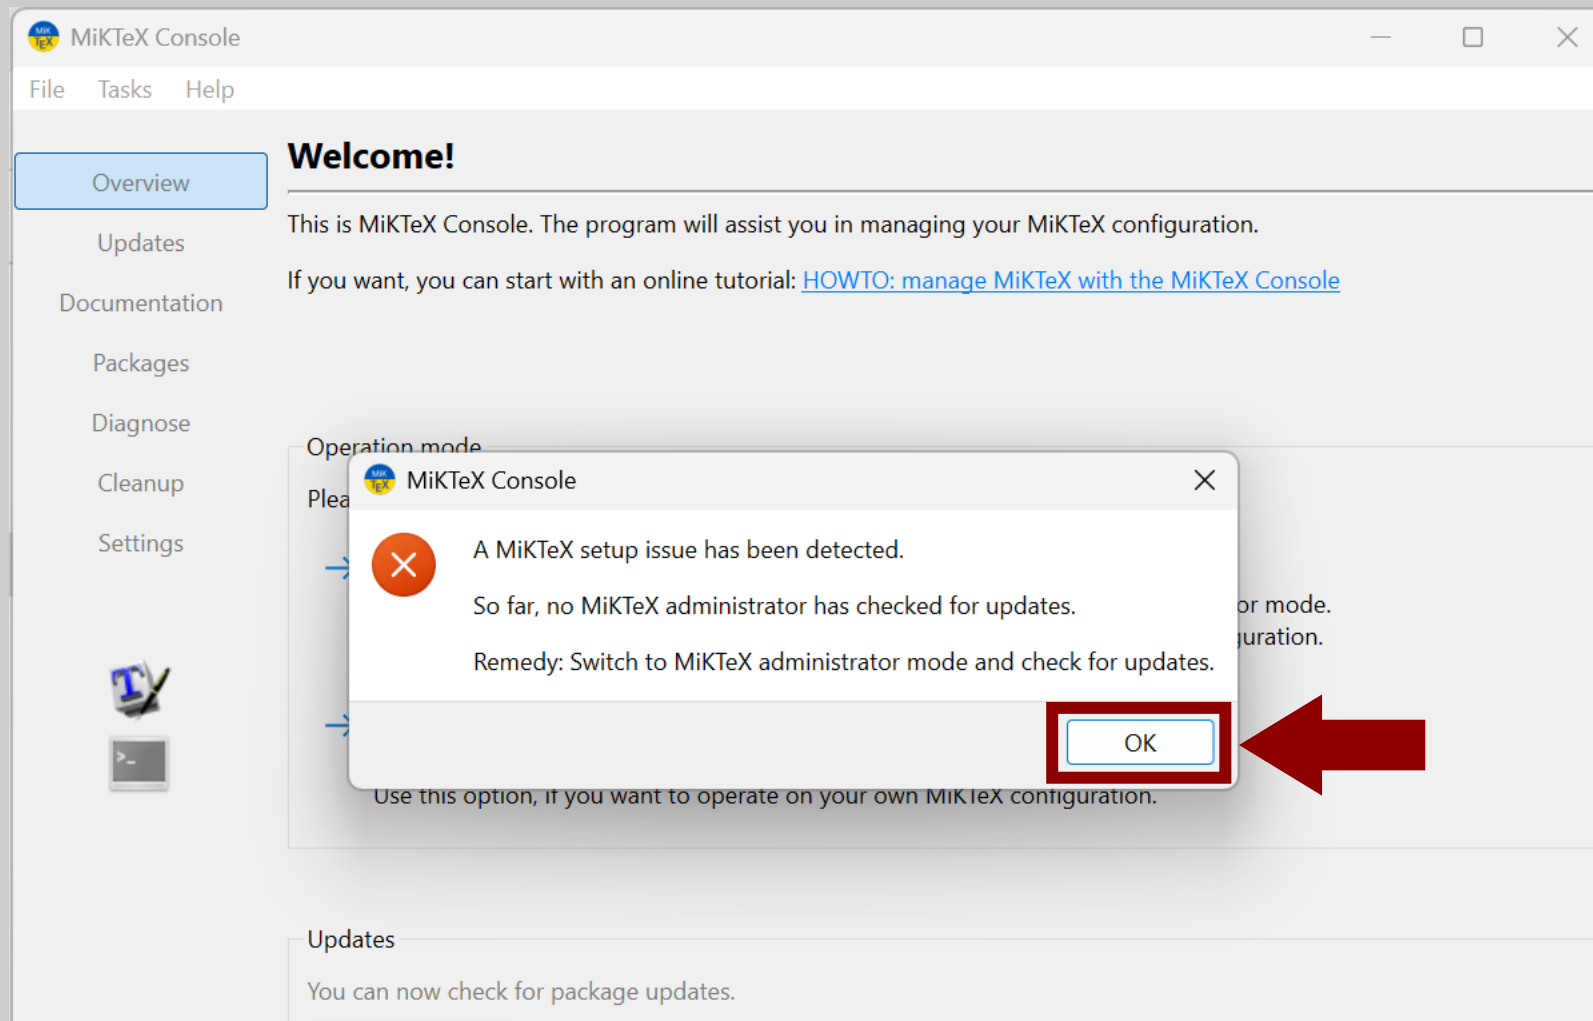 MiKTeX Console
File Tasks Help
Welcome!
Overview
Updates
Documentation
Packages
Diagnose
Cleanup
Settings
This is MiKTeX Console. The program will assist you in managing your MiKTeX configuration.
If you want, you can start with an online tutorial: HOWTO: manage MiKTeX with the MiKTeX Console
Operation mode
Plea
MiKTeX Console
A MiKTeX setup issue has been detected.
So far, no MiKTeX administrator has checked for updates.
or mode.
guration.
Remedy: Switch to MiKTeX administrator mode and check for updates.
OK
Use this option, if you want to operate on your own MiKTeX configuration.
Updates
You can now check for package updates.